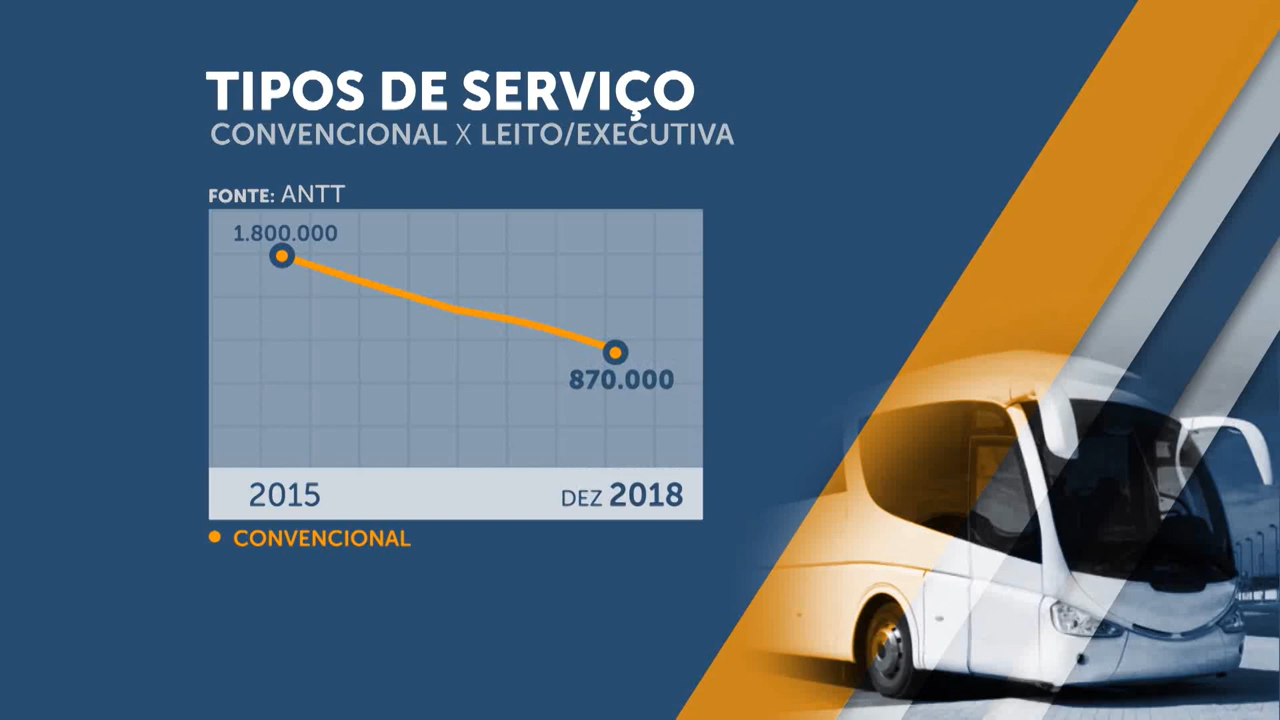 TIPOS DE SERVIÇO
CONVENCIONAL X LEITO/EXECUTIVA
FONTE: ANTT
1.800.000
870.000
2015 DEZ 2018
CONVENCIONAL